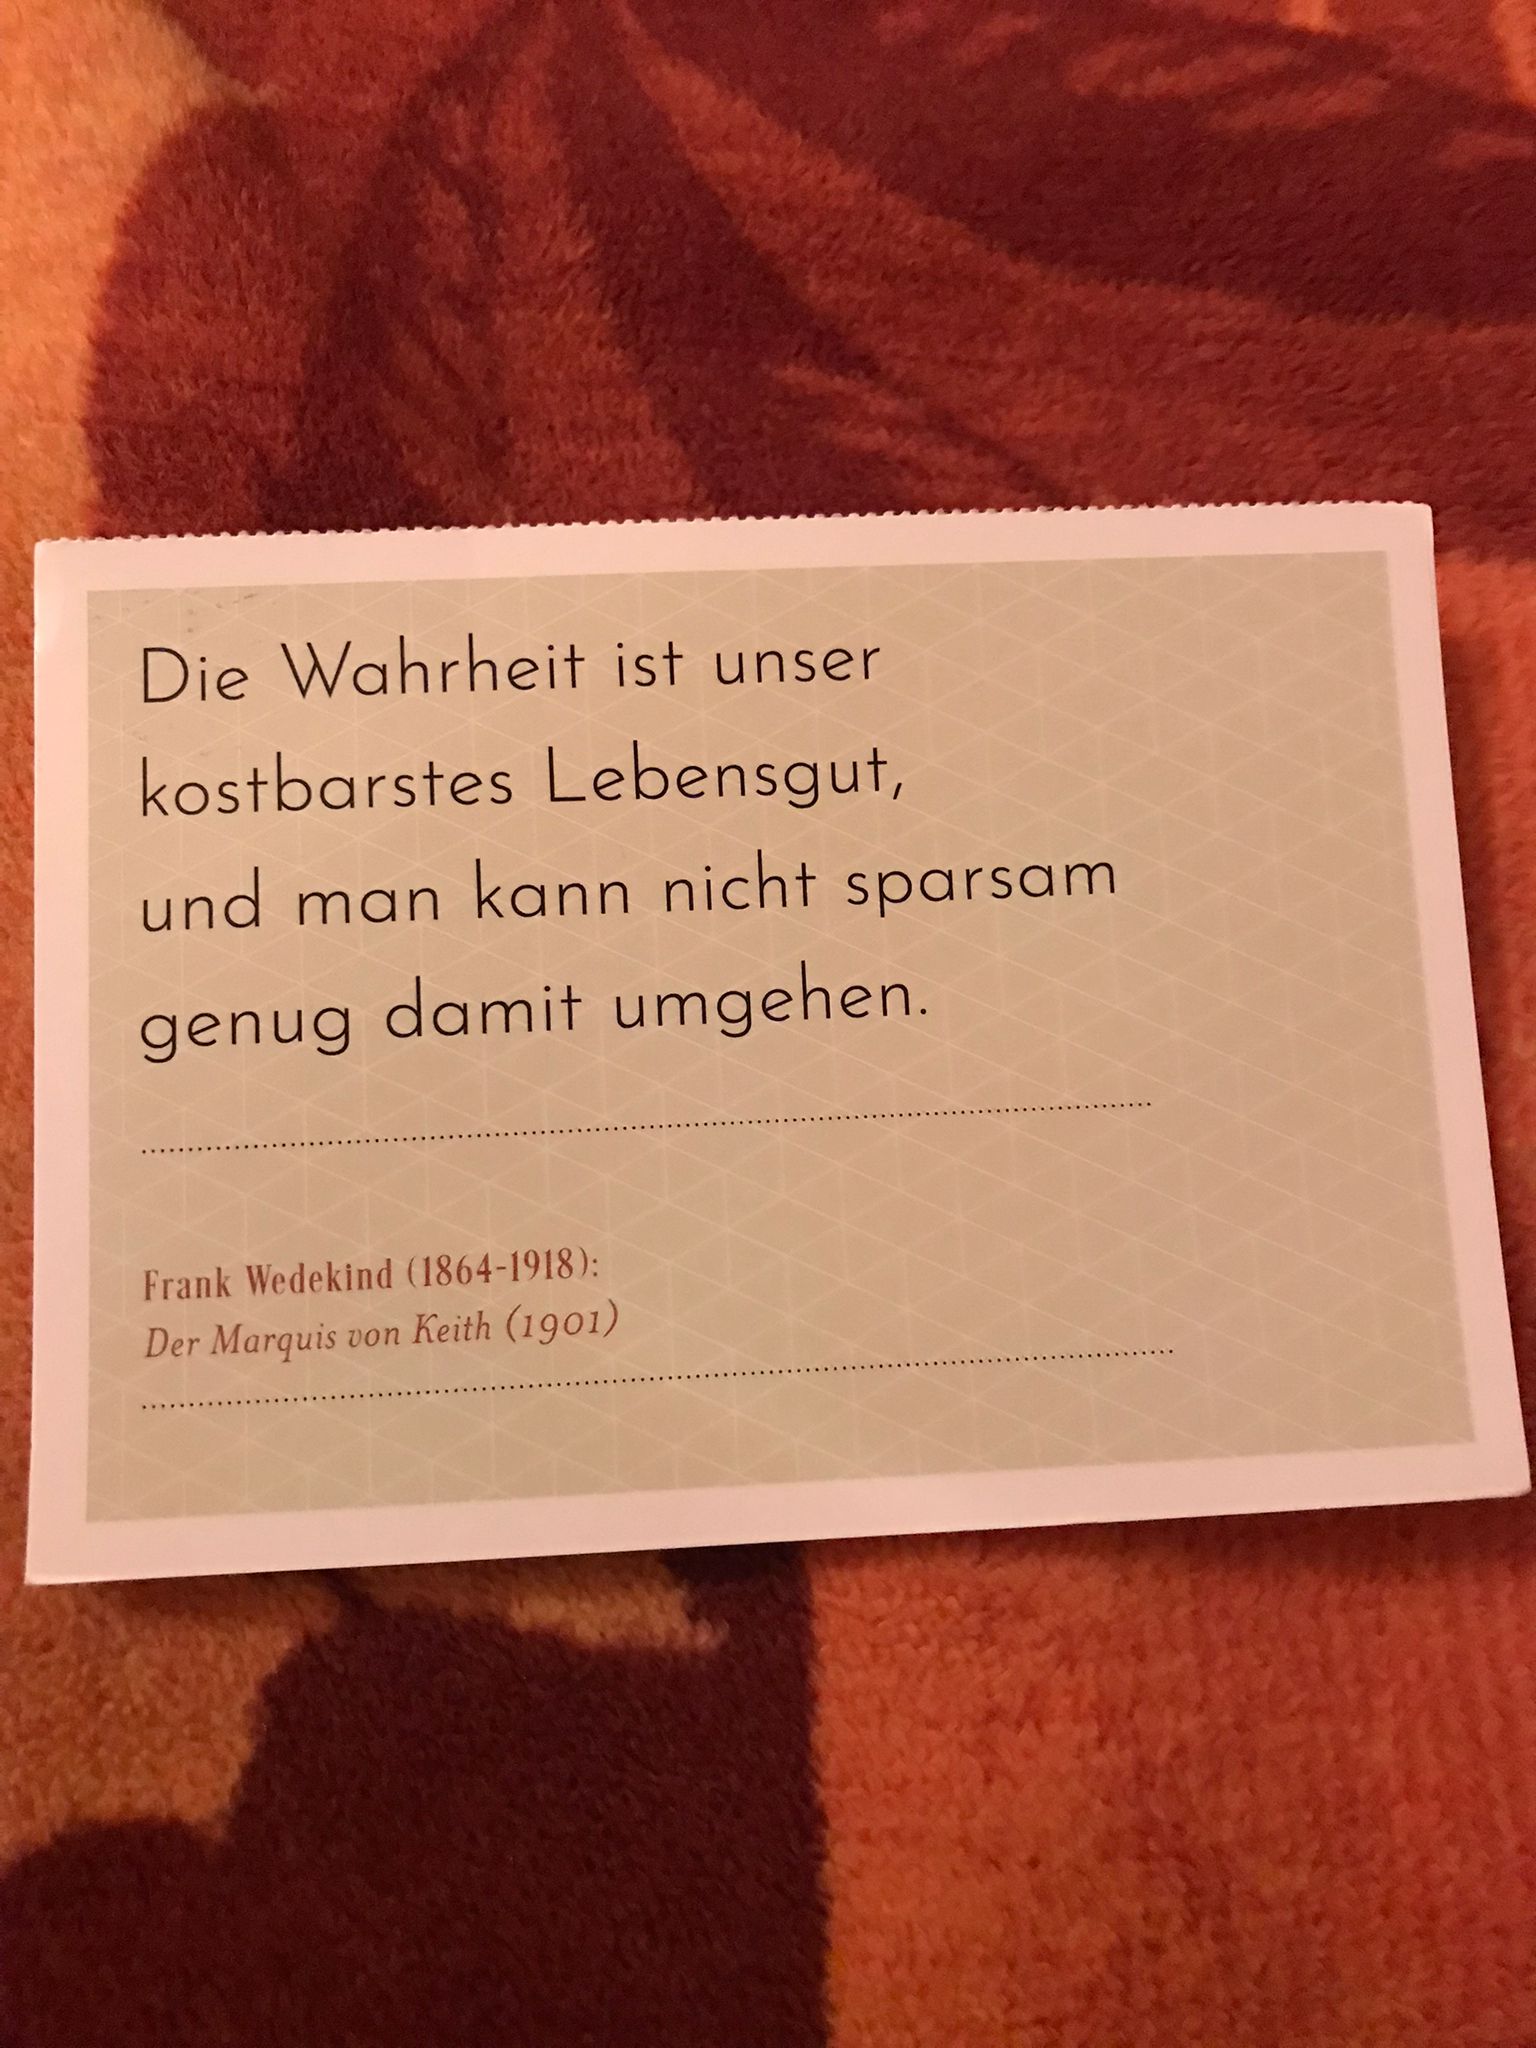 Die Wahrheit ist unser
kostbarstes Lebensgut,
und man kann nicht sparsam
genug damit umgehen.
Frank Wedekind (1864-1918):
Der Marquis von Keith (1901)